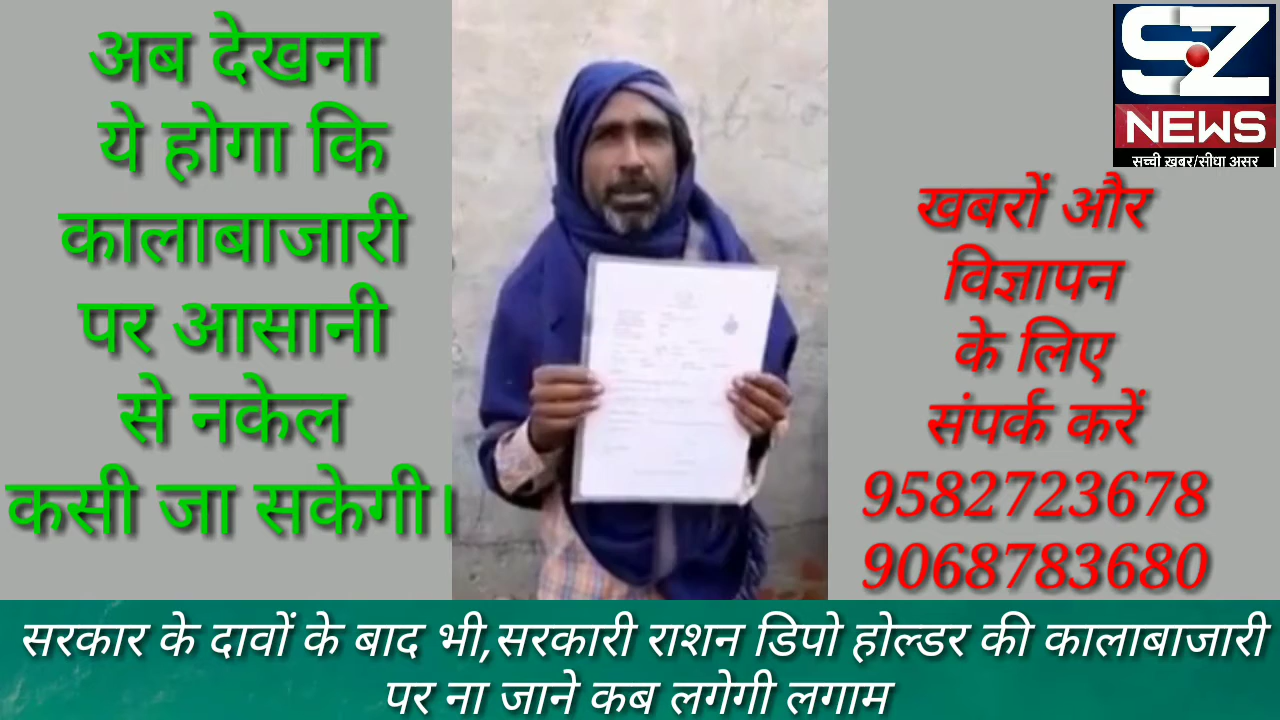 अब देखना
ये होगा कि
कालाबाजारी
पर आसानी
से नकेल
कसी जा सकेगी।
SZ
NEWS
सच्ची ख़बर/सीधा असर
खबरों और
विज्ञापन
के लिए
संपर्क करें
9582723678
9068783680
सरकार के दावों के बाद भी,सरकारी राशन डिपो होल्डर की कालाबाजारी
पर ना जाने कब लगेगी लगाम